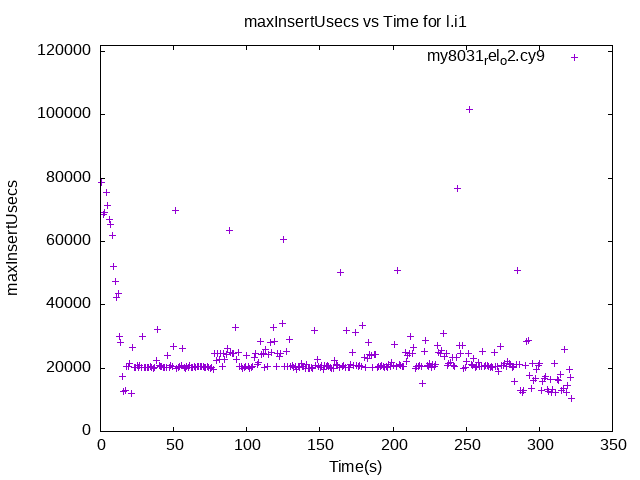 maxInsertUsecs vs Time for l.i1
my8031relo2.cy9
120000
100000
80000
60000
40000
20000
0
maxInsertUsecs
0 50 100 150 200 250 300 350
Time(s)